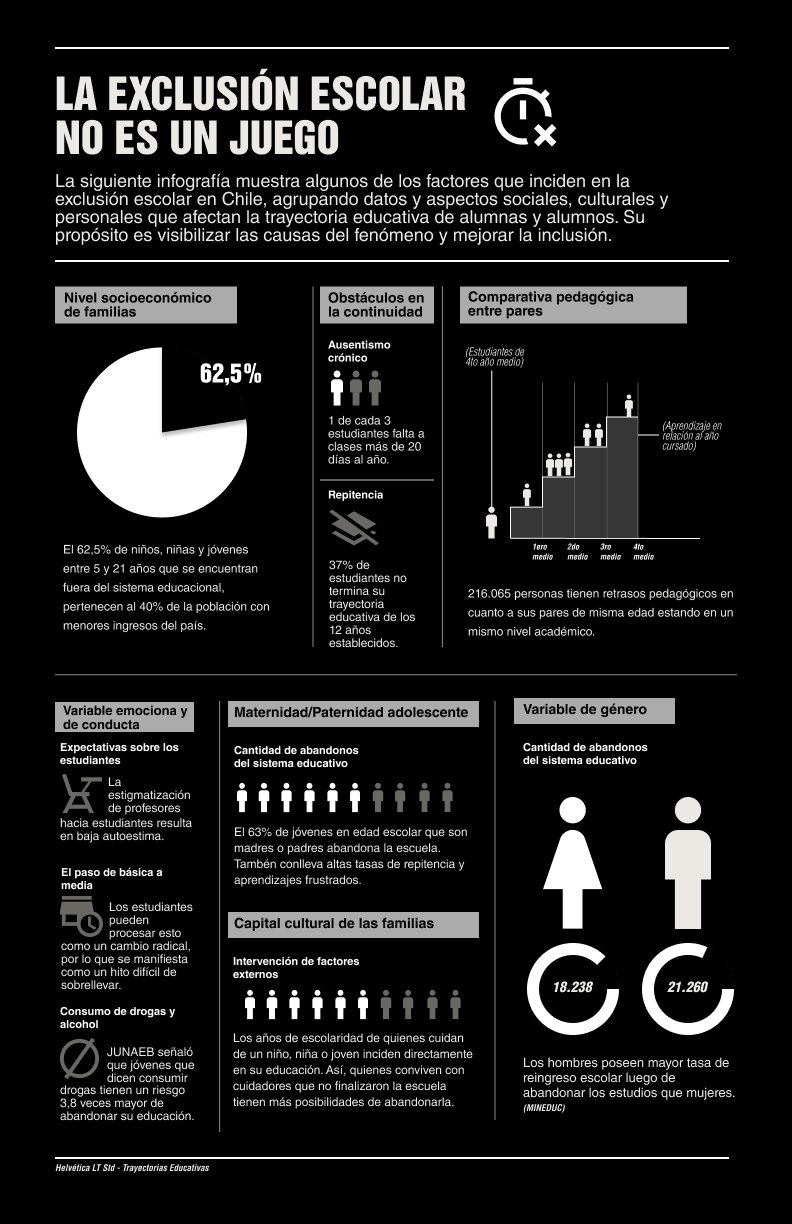 LA EXCLUSIÓN ESCOLAR
NO ES UN JUEGO
La siguiente infografía muestra algunos de los factores que inciden en la
exclusión escolar en Chile, agrupando datos y aspectos sociales, culturales y
personales que afectan la trayectoria educativa de alumnas y alumnos. Su
propósito es visibilizar las causas del fenómeno y mejorar la inclusión.
Nivel socioeconómico
de familias
62,5%
El 62,5% de niños, niñas y jóvenes
entre 5 y 21 años que se encuentran
fuera del sistema educacional,
pertenecen al 40% de la población con
menores ingresos del país.
Obstáculos en
la continuidad
Ausentismo
crónico
1 de cada 3
estudiantes falta a
clases más de 20
días al año.
Repitencia
37% de
estudiantes no
termina su
trayectoria
educativa de los
12 años
establecidos.
Comparativa pedagógica
entre pares
(Estudiantes de
4to año medio)
(Aprendizaje en
relación al año
cursado)
1ero
medio
2do
medio
3ro
medio
4to
medio
216.065 personas tienen retrasos pedagógicos en
cuanto a sus pares de misma edad estando en un
mismo nivel académico.
Variable emociona y
de conducta
Expectativas sobre los
estudiantes
La
estigmatización
de profesores
hacia estudiantes resulta
en baja autoestima.
El paso de básica a
media
Los estudiantes
pueden
procesar esto
como un cambio radical,
por lo que se manifiesta
como un hito difícil de
sobrellevar.
Consumo de drogas y
alcohol
JUNAEB señaló
que jóvenes que
dicen consumir
drogas tienen un riesgo
3,8 veces mayor de
abandonar su educación.
Maternidad/Paternidad adolescente
Cantidad de abandonos
del sistema educativo
El 63% de jóvenes en edad escolar que son
madres o padres abandona la escuela.
Tambén conlleva altas tasas de repitencia y
aprendizajes frustrados.
Capital cultural de las familias
Intervención de factores
externos
Los años de escolaridad de quienes cuidan
de un niño, niña o joven inciden directamente
en su educación. Así, quienes conviven con
cuidadores que no finalizaron la escuela
tienen más posibilidades de abandonarla.
Variable de género
Cantidad de abandonos
del sistema educativo
18.238
21.260
Los hombres poseen mayor tasa de
reingreso escolar luego de
abandonar los estudios que mujeres.
(MINEDUC)
Helvética LT Std - Trayectorias Educativas